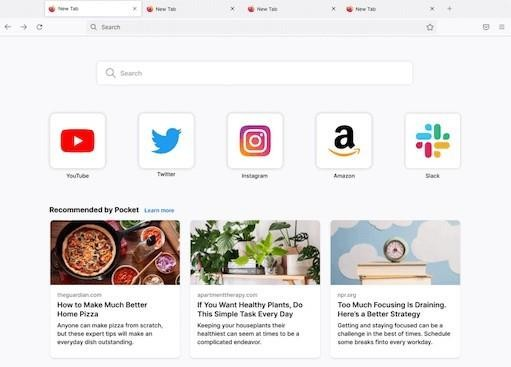 New Tab
New Tab
New Tab
New Tab
Search
Search
YouTube
Twitter
Instagram
Amazon
Slack
Recommended by Pocket Learn more
theguardian.com
How to Make Much Better
Home Pizza
Anyone can make pizza from scratch,
but these expert tips will make an
everyday dish outstanding.
apartmenttherapy.com
If You Want Healthy Plants, Do
This Simple Task Every Day
Keeping your houseplants their
healthiest can seem at times to be a
complicated endeavor.
npr.org
Too Much Focusing Is Draining.
Here's a Better Strategy
Getting and staying focused can be a
challenge in the best of times. Schedule
some breaks finto every workday.